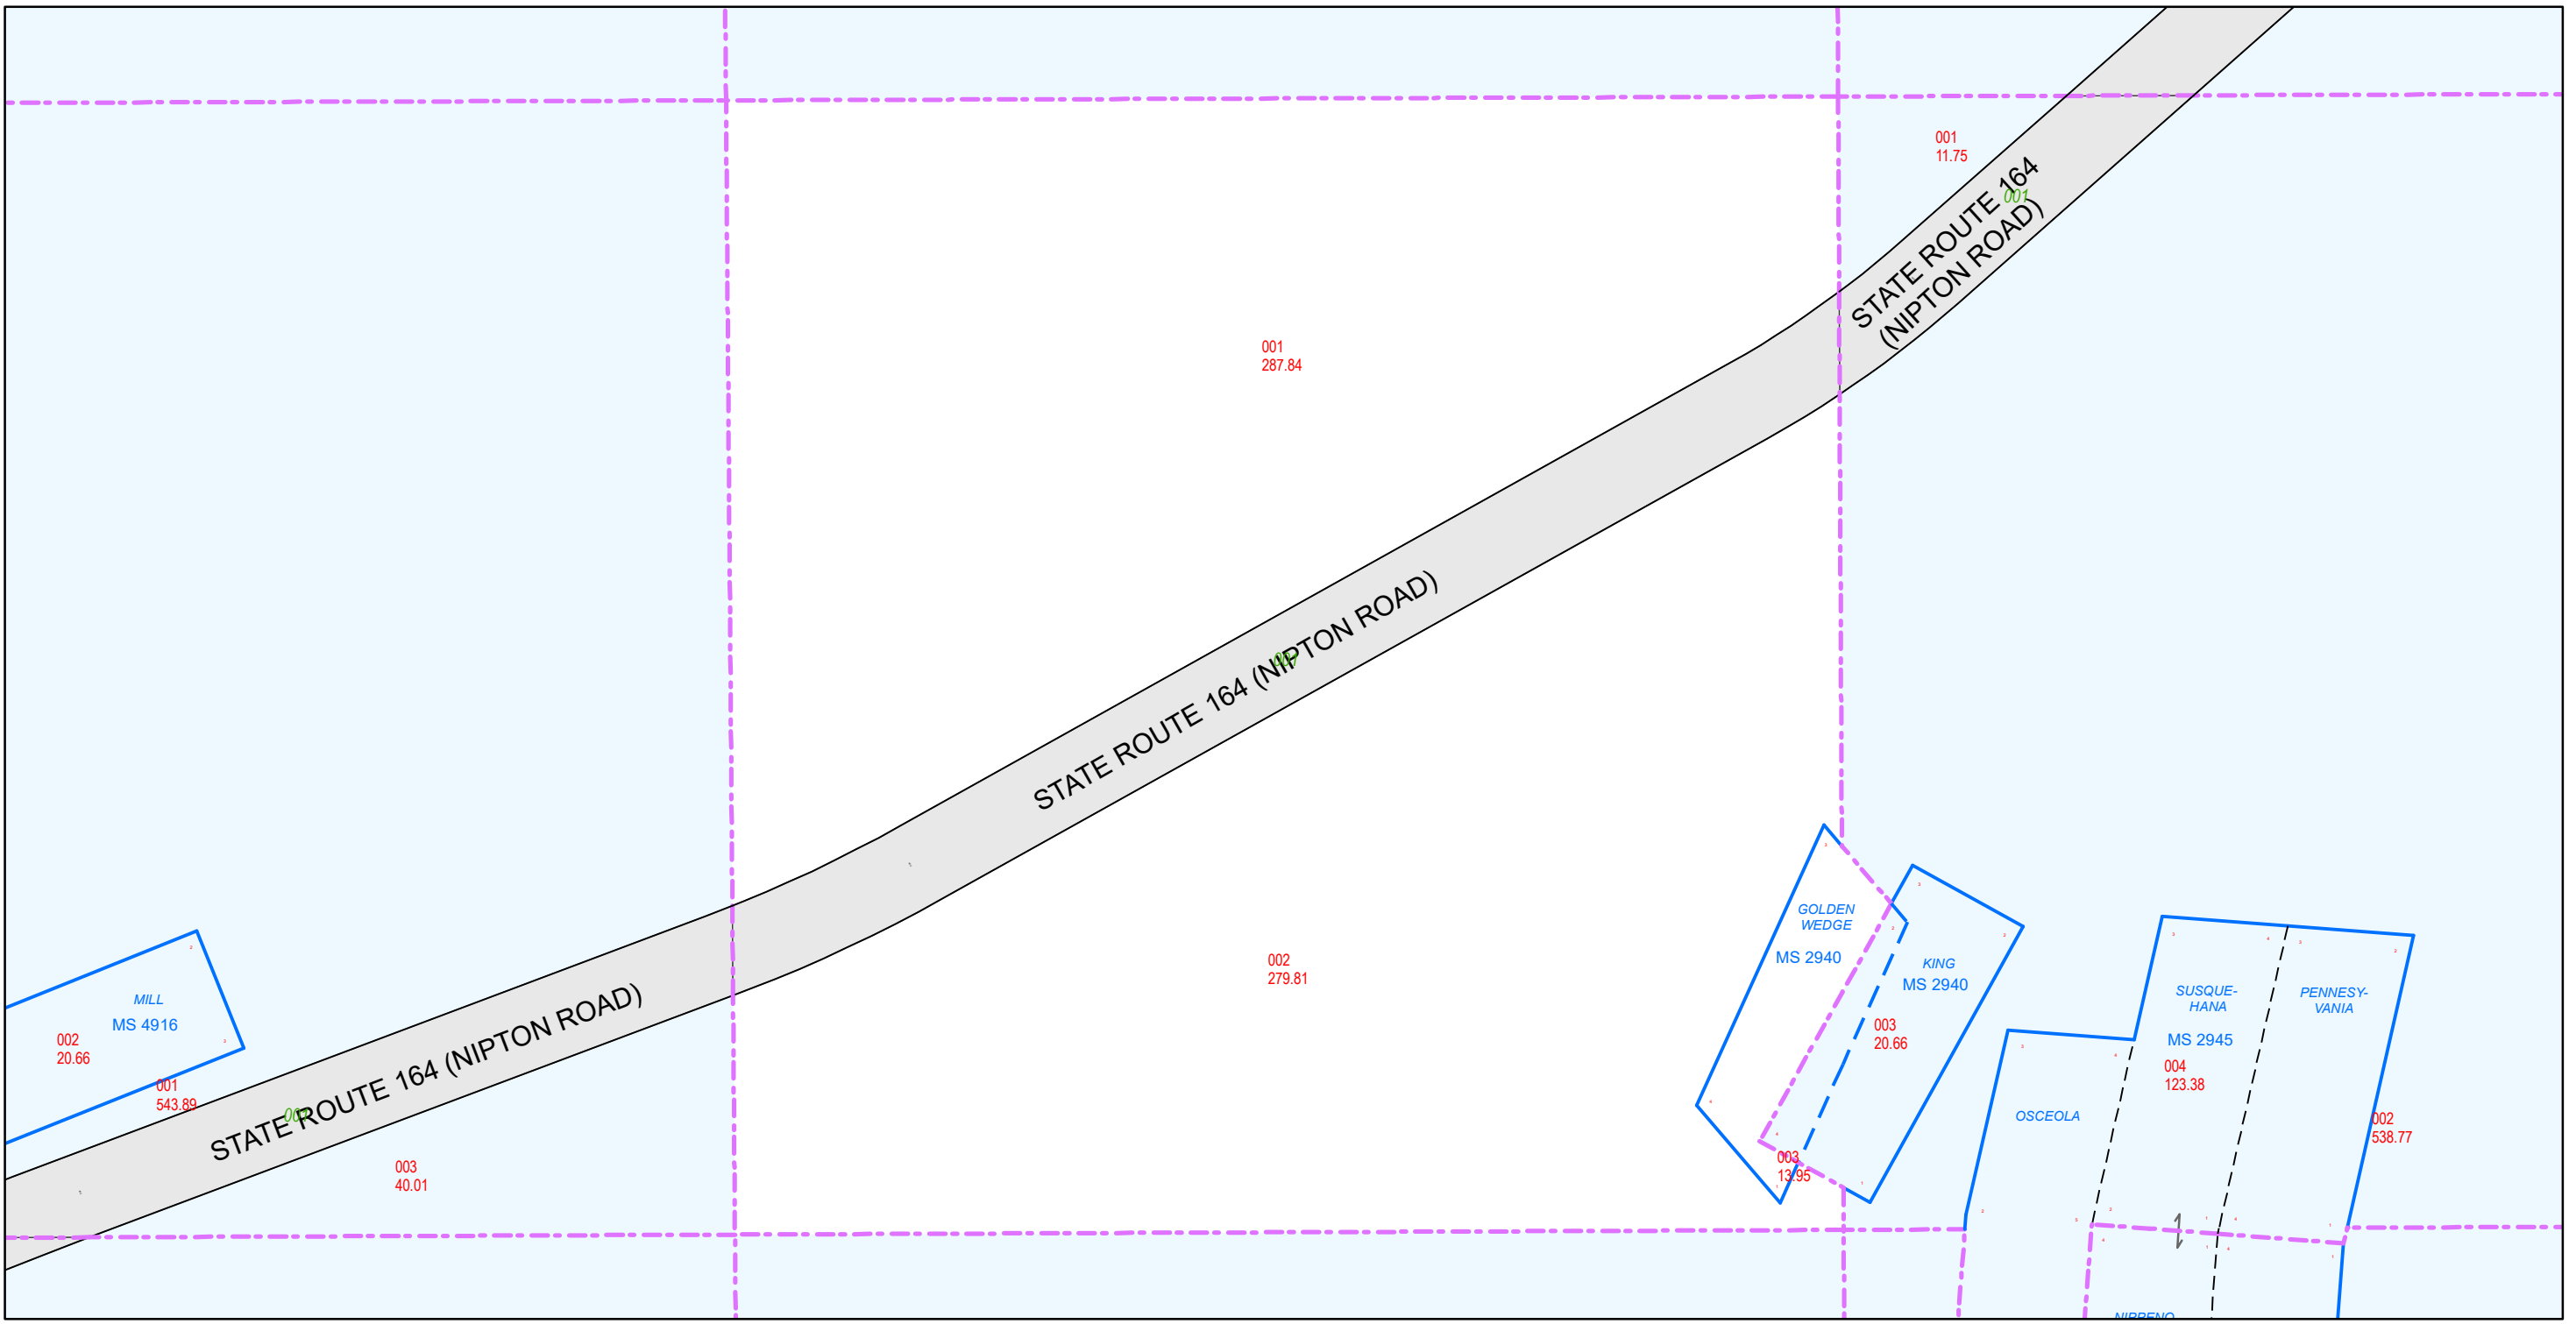 001
11.75
STATE ROUTE 164
(NIPTON ROAD)
001
001
287.84
STATE ROUTE 164 (NIPTON ROAD)
001
GOLDEN
WEDGE
MS 2940
KING
MS 2940
003
20.66
003
13.95
002
279.81
MILL
MS 4916
002
20.66
001
543.89
STATE ROUTE 164 (NIPTON ROAD)
001
003
40.01
SUSQUE-
HANA
MS 2945
004
123.38
PENNESY-
VANIA
OSCEOLA
002
538.77